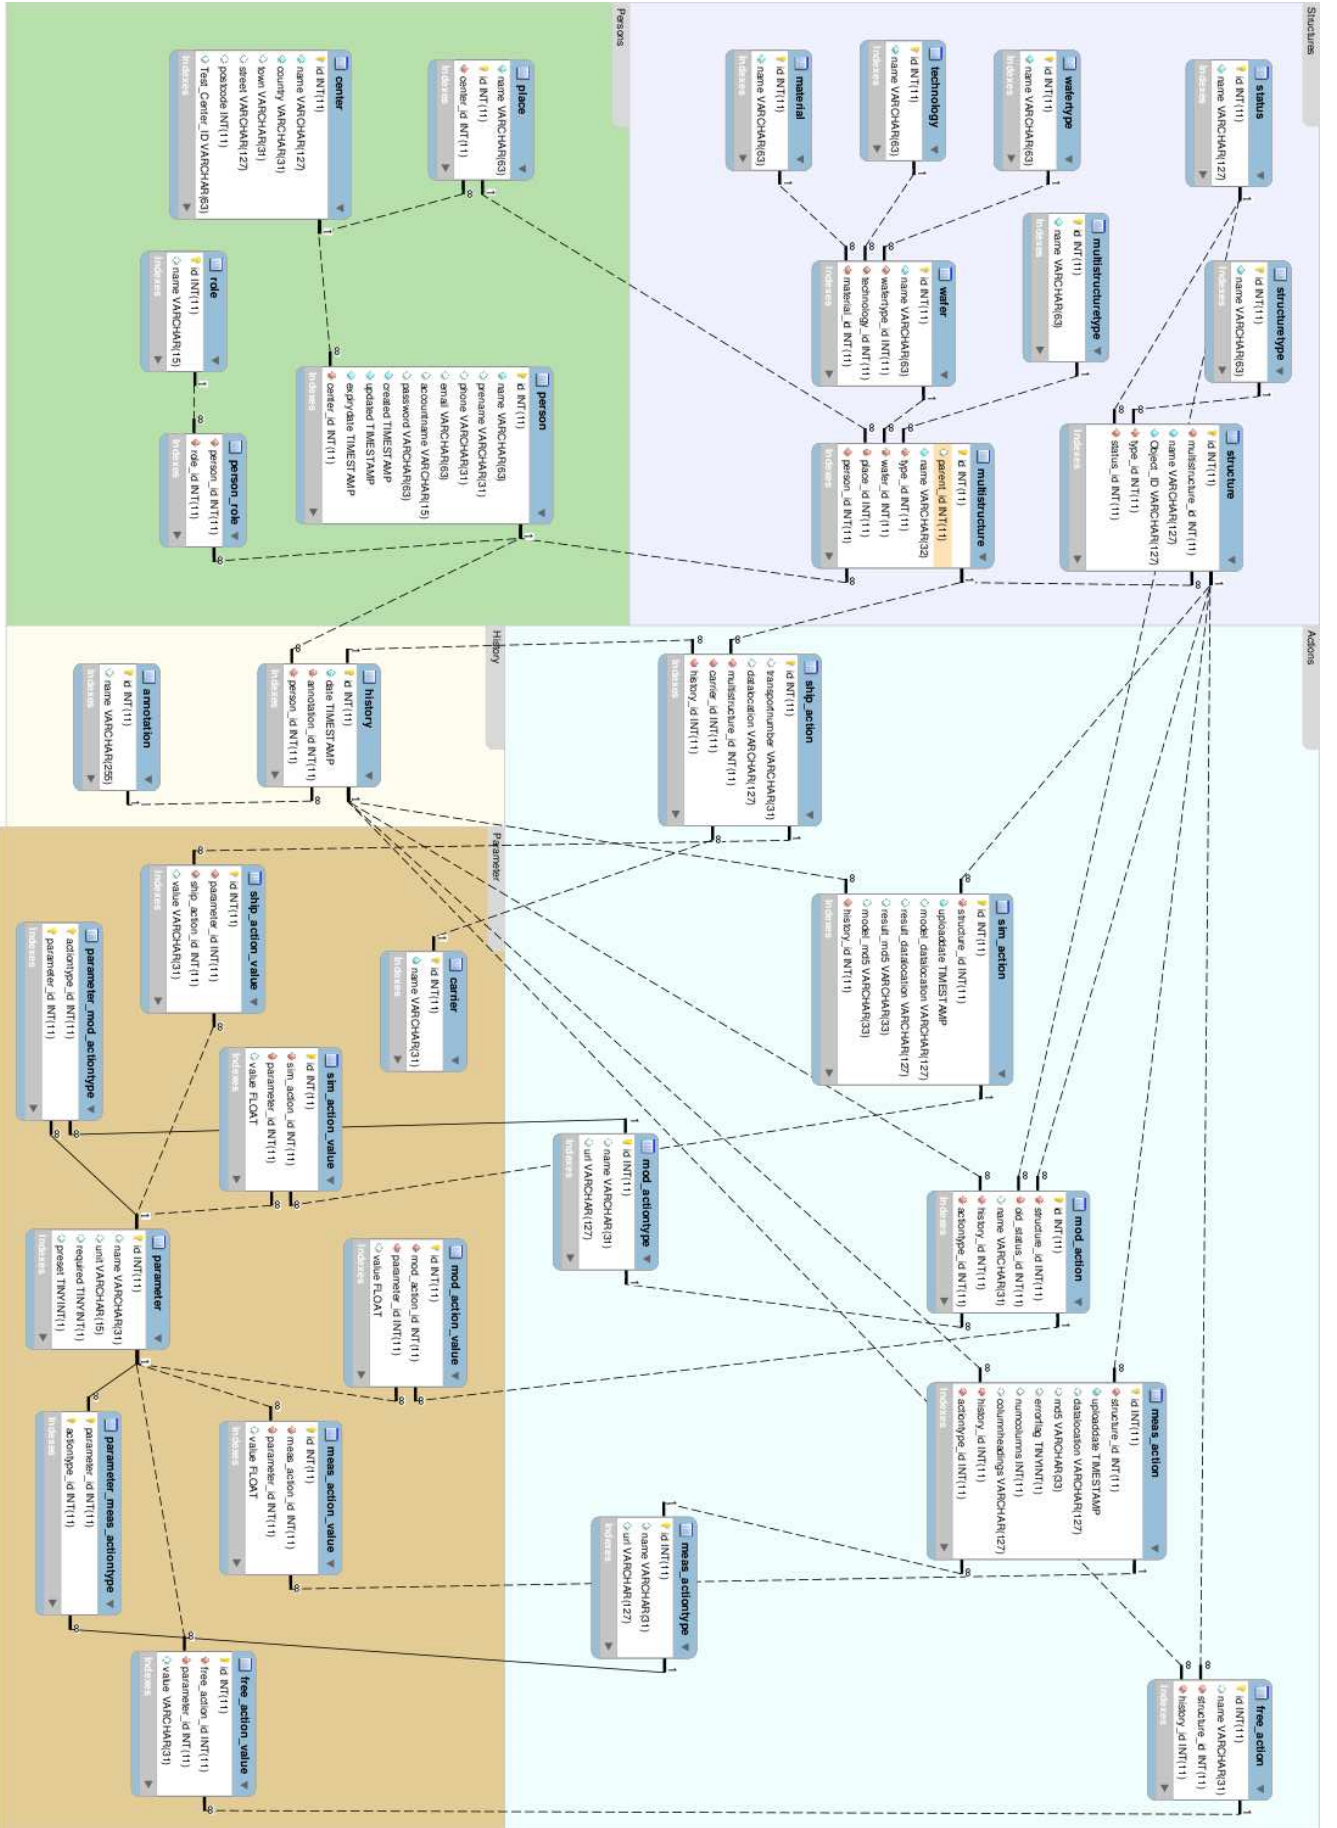 Structures
status
id INT(11)
name VARCHAR(127)
Indexes
structuretype
id INT(11)
name VARCHAR(63)
Indexes
structure
id INT(11)
multistructure_id INT(11)
name VARCHAR(127)
Object_ID VARCHAR(127)
type_id INT(11)
status_id INT(11)
Indexes
wafertype
id INT(11)
name VARCHAR(63)
Indexes
multistructuretype
id INT(11)
name VARCHAR(63)
Indexes
technology
id INT(11)
name VARCHAR(63)
Indexes
wafer
id INT(11)
name VARCHAR(63)
wafertype_id INT(11)
technology_id INT(11)
material_id INT(11)
Indexes
multistructure
id INT(11)
parent_id INT(11)
name VARCHAR(32)
type_id INT(11)
wafer_id INT(11)
place_id INT(11)
person_id INT(11)
Indexes
material
id INT(11)
name VARCHAR(63)
Indexes
Persons
place
name VARCHAR(63)
id INT(11)
center_id INT(11)
Indexes
person
id INT(11)
name VARCHAR(63)
prename VARCHAR(31)
phone VARCHAR(31)
email VARCHAR(63)
accountname VARCHAR(15)
password VARCHAR(63)
created TIMESTAMP
updated TIMESTAMP
expirydate TIMESTAMP
center_id INT(11)
Indexes
center
id INT(11)
name VARCHAR(127)
country VARCHAR(31)
town VARCHAR(31)
street VARCHAR(127)
postcode INT(11)
Test_Center_ID VARCHAR(63)
Indexes
role
id INT(11)
name VARCHAR(15)
Indexes
person_role
person_id INT(11)
role_id INT(11)
Indexes
Actions
free_action
id INT(11)
name VARCHAR(31)
structure_id INT(11)
history_id INT(11)
Indexes
meas_action
id INT(11)
structure_id INT(11)
uploaddate TIMESTAMP
datalocation VARCHAR(127)
md5 VARCHAR(33)
errorflag TINYINT(1)
numcolumns INT(11)
columnheadings VARCHAR(127)
history_id INT(11)
actiontype_id INT(11)
Indexes
mod_action
id INT(11)
structure_id INT(11)
old_status_id INT(11)
name VARCHAR(31)
history_id INT(11)
actiontype_id INT(11)
Indexes
sim_action
id INT(11)
structure_id INT(11)
uploaddate TIMESTAMP
model_datalocation VARCHAR(127)
result_datalocation VARCHAR(127)
result_md5 VARCHAR(33)
model_md5 VARCHAR(33)
history_id INT(11)
Indexes
ship_action
id INT(11)
transportnumber VARCHAR(31)
datalocation VARCHAR(127)
multistructure_id INT(11)
carrier_id INT(11)
history_id INT(11)
Indexes
meas_actiontype
id INT(11)
name VARCHAR(31)
url VARCHAR(127)
Indexes
mod_actiontype
id INT(11)
name VARCHAR(31)
url VARCHAR(127)
Indexes
History
history
id INT(11)
date TIMESTAMP
annotation_id INT(11)
person_id INT(11)
Indexes
annotation
id INT(11)
name VARCHAR(255)
Indexes
Parameter
carrier
id INT(11)
name VARCHAR(31)
Indexes
mod_action_value
id INT(11)
mod_action_id INT(11)
parameter_id INT(11)
value FLOAT
Indexes
sim_action_value
id INT(11)
sim_action_id INT(11)
parameter_id INT(11)
value FLOAT
Indexes
meas_action_value
id INT(11)
meas_action_id INT(11)
parameter_id INT(11)
value FLOAT
Indexes
ship_action_value
id INT(11)
parameter_id INT(11)
ship_action_id INT(11)
value VARCHAR(31)
Indexes
free_action_value
id INT(11)
free_action_id INT(11)
parameter_id INT(11)
value VARCHAR(31)
Indexes
parameter
id INT(11)
name VARCHAR(31)
unit VARCHAR(15)
required TINYINT(1)
preset TINYINT(1)
Indexes
parameter_meas_actiontype
parameter_id INT(11)
actiontype_id INT(11)
Indexes
parameter_mod_actiontype
actiontype_id INT(11)
parameter_id INT(11)
Indexes